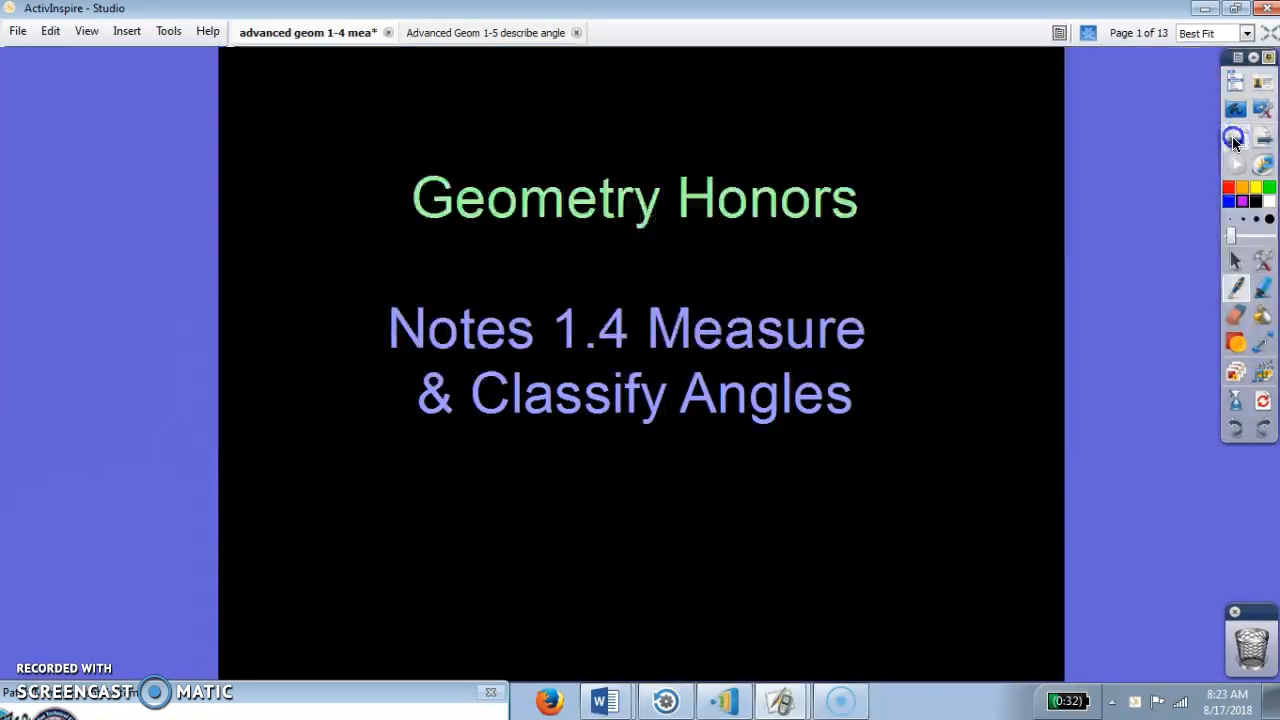 ActivInspire - Studio
File Edit View Insert Tools Help
advanced geom 1-4 mea* Advanced Geom 1-5 describe angle
Page 1 of 13 Best Fit
Geometry Honors
Notes 1.4 Measure
& Classify Angles
RECORDED WITH
SCREENCAST MATIC
(0:32)
8:23 AM
8/17/2018